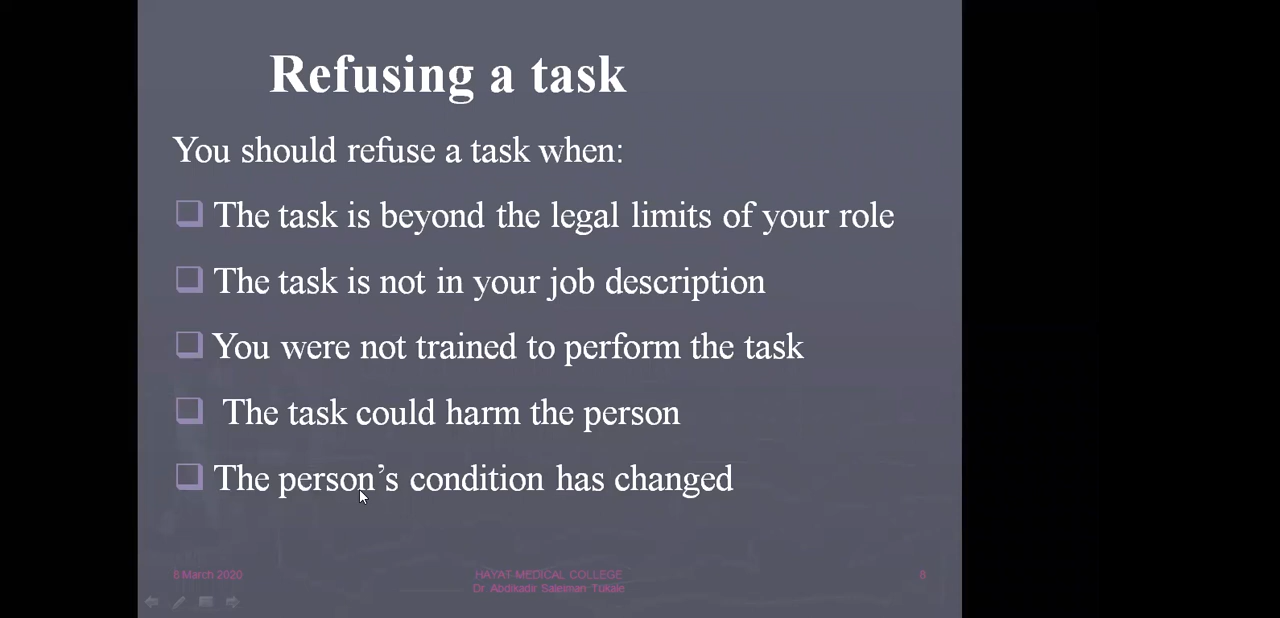 Refusing a task
You should refuse a task when:
The task is beyond the legal limits of your role
The task is not in your job description
You were not trained to perform the task
The task could harm the person
The person’s condition has changed
8 March 2020
HAYAT MEDICAL COLLEGE
8
Dr. Abdikadir Saleiman Tukale